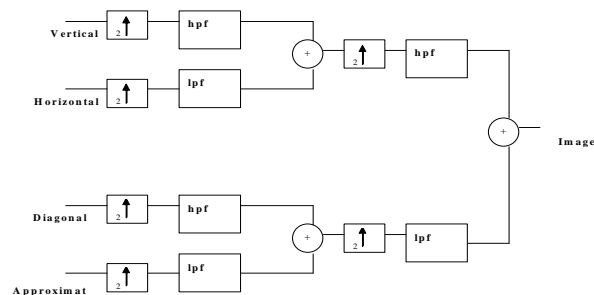 hpf
2
Vertical
+
2
hpf
lpf
2
Horizontal
+
Image
hpf
2
Diagonal
+
2
lpf
lpf
2
Approximat